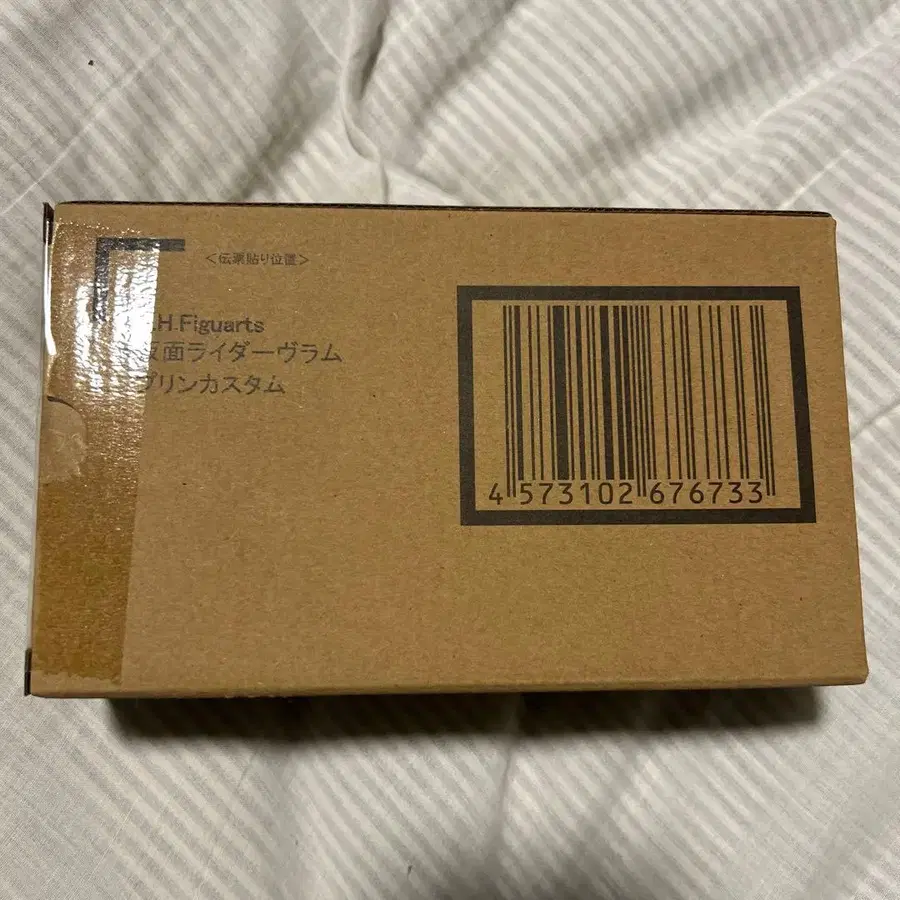 <伝票貼り位置>
.H.Figuarts
仮面ライダーヴラム
プリンカスタム
4 573102 676733